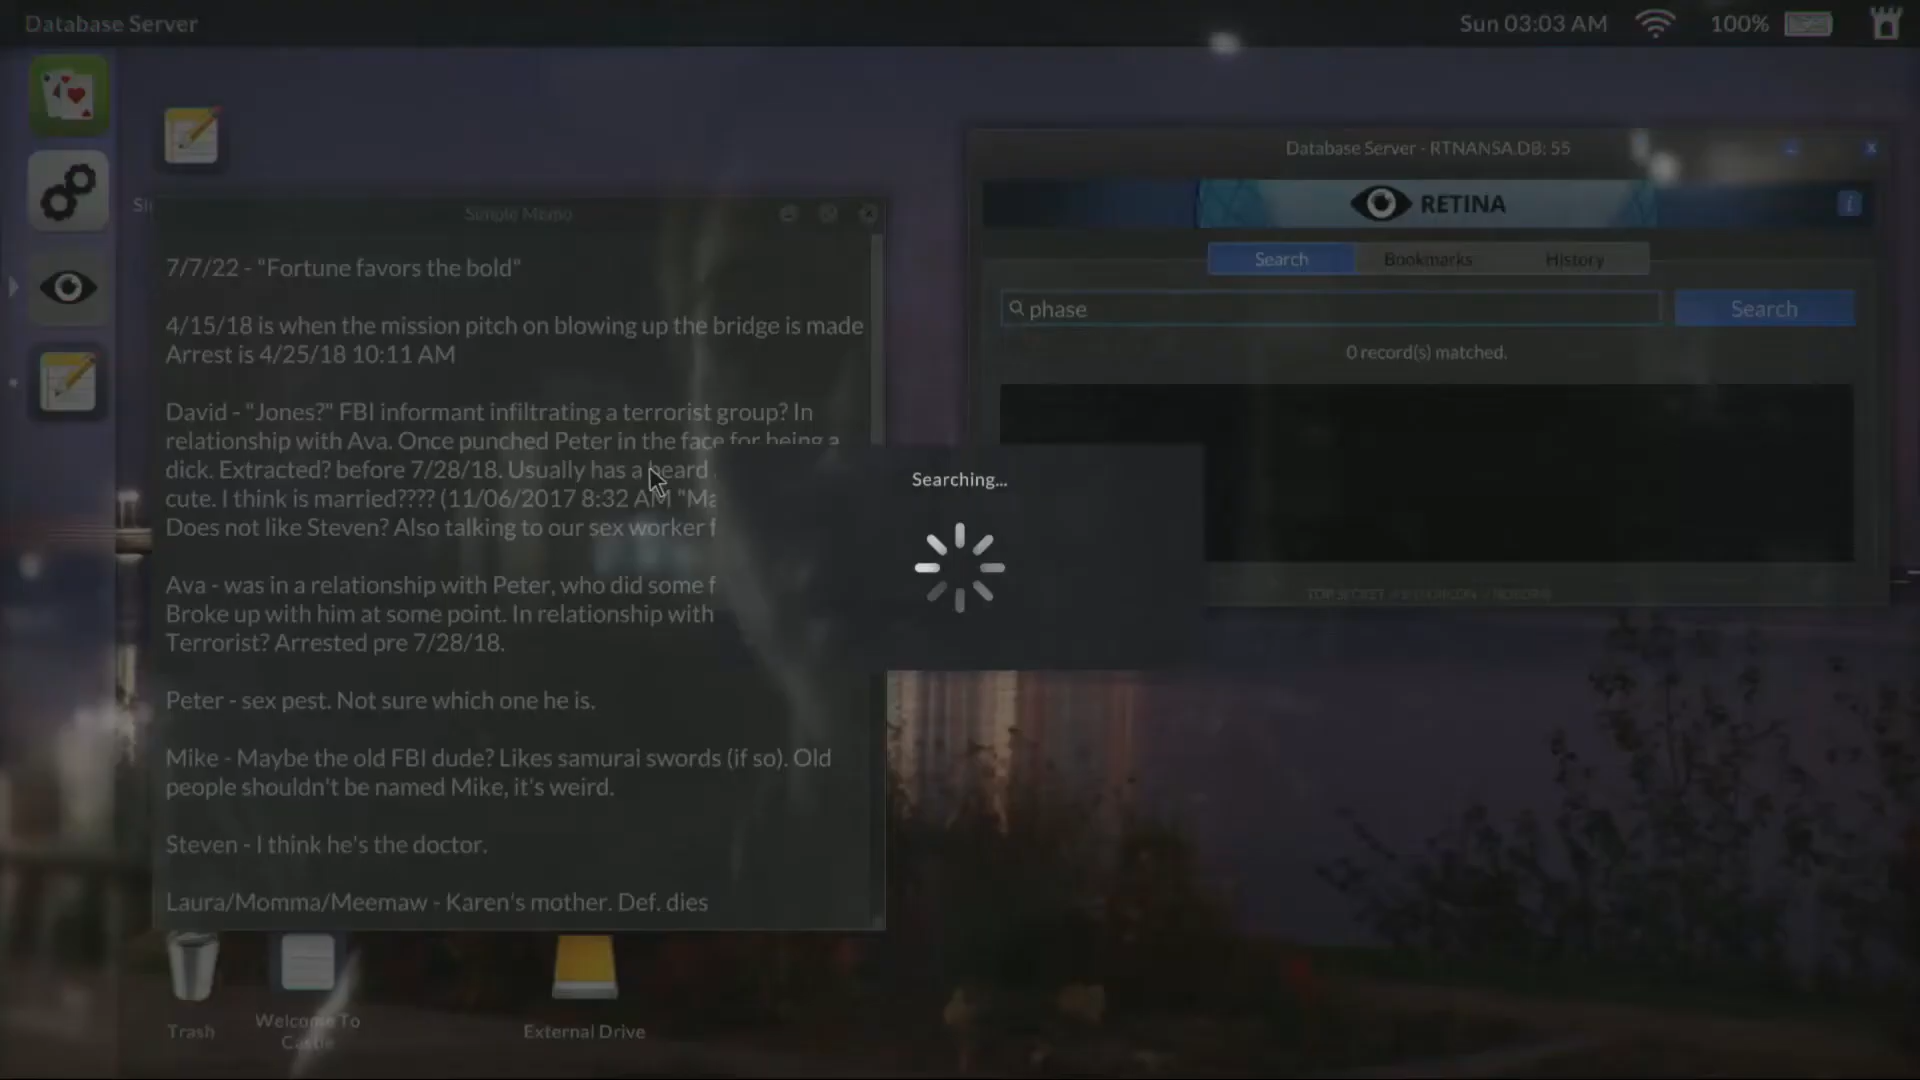 Database Server
Sun 03:03 AM
100%
Simple Memo
7/7/22 - "Fortune favors the bold"
4/15/18 is when the mission pitch on blowing up the bridge is made
Arrest is 4/25/18 10:11 AM
David - "Jones?" FBI informant infiltrating a terrorist group? In
relationship with Ava. Once punched Peter in the face for being a
dick. Extracted? before 7/28/18. Usually has a beard
cute. I think is married???? (11/06/2017 8:32 AM "Ma
Does not like Steven? Also talking to our sex worker f
Ava - was in a relationship with Peter, who did some f
Broke up with him at some point. In relationship with
Terrorist? Arrested pre 7/28/18.
Peter - sex pest. Not sure which one he is.
Mike - Maybe the old FBI dude? Likes samurai swords (if so). Old
people shouldn't be named Mike, it's weird.
Steven - I think he's the doctor.
Laura/Momma/Meemaw - Karen's mother. Def. dies
Database Server - RTNANSA.DB: 55
RETINA
Search
Bookmarks
History
phase
Search
0 record(s) matched.
Searching...
Trash
Welcome To
Castle
External Drive